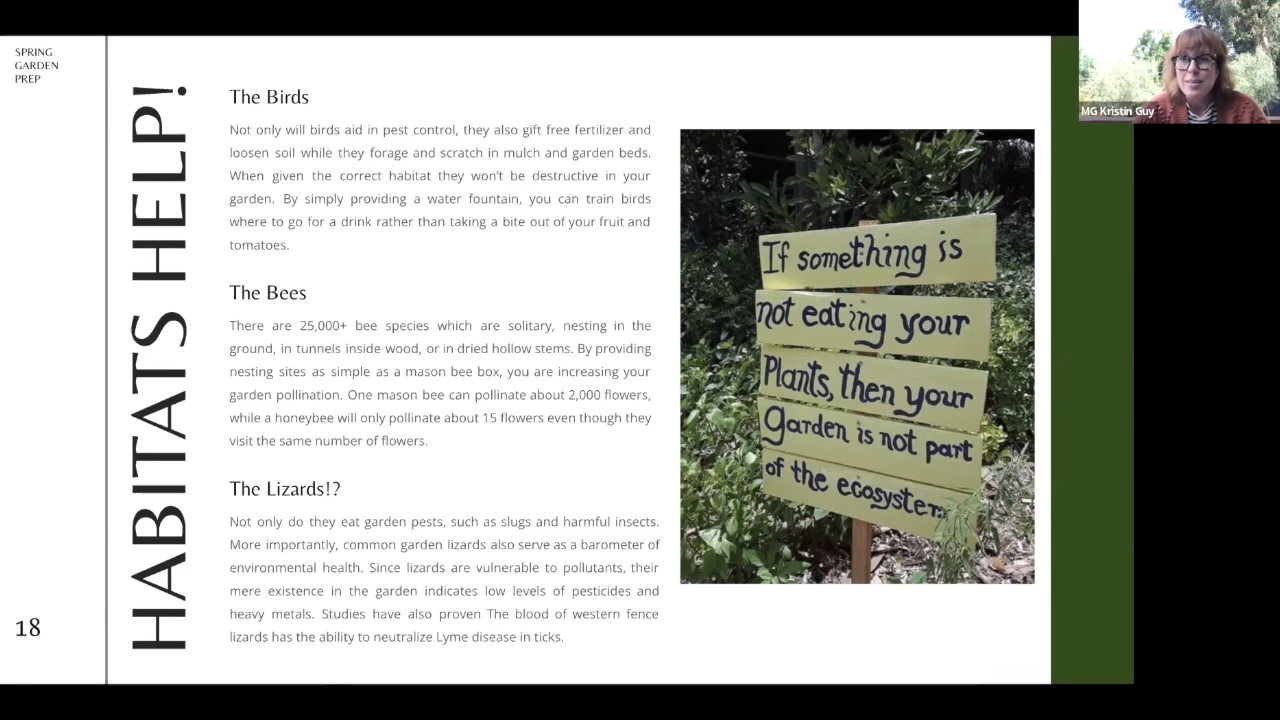 SPRING
GARDEN
PREP
HABITATS HELP!
18
The Birds
Not only will birds aid in pest control, they also gift free fertilizer and
loosen soil while they forage and scratch in mulch and garden beds.
When given the correct habitat they won't be destructive in your
garden. By simply providing a water fountain, you can train birds
where to go for a drink rather than taking a bite out of your fruit and
tomatoes.
The Bees
There are 25,000+ bee species which are solitary, nesting in the
ground, in tunnels inside wood, or in dried hollow stems. By providing
nesting sites as simple as a mason bee box, you are increasing your
garden pollination. One mason bee can pollinate about 2,000 flowers,
while a honeybee will only pollinate about 15 flowers even though they
visit the same number of flowers.
The Lizards!?
Not only do they eat garden pests, such as slugs and harmful insects.
More importantly, common garden lizards also serve as a barometer of
environmental health. Since lizards are vulnerable to pollutants, their
mere existence in the garden indicates low levels of pesticides and
heavy metals. Studies have also proven The blood of western fence
lizards has the ability to neutralize Lyme disease in ticks.
If something is
not eating your
Plants, then your
Garden is not part
of the ecosystem
MG Kristin Guy